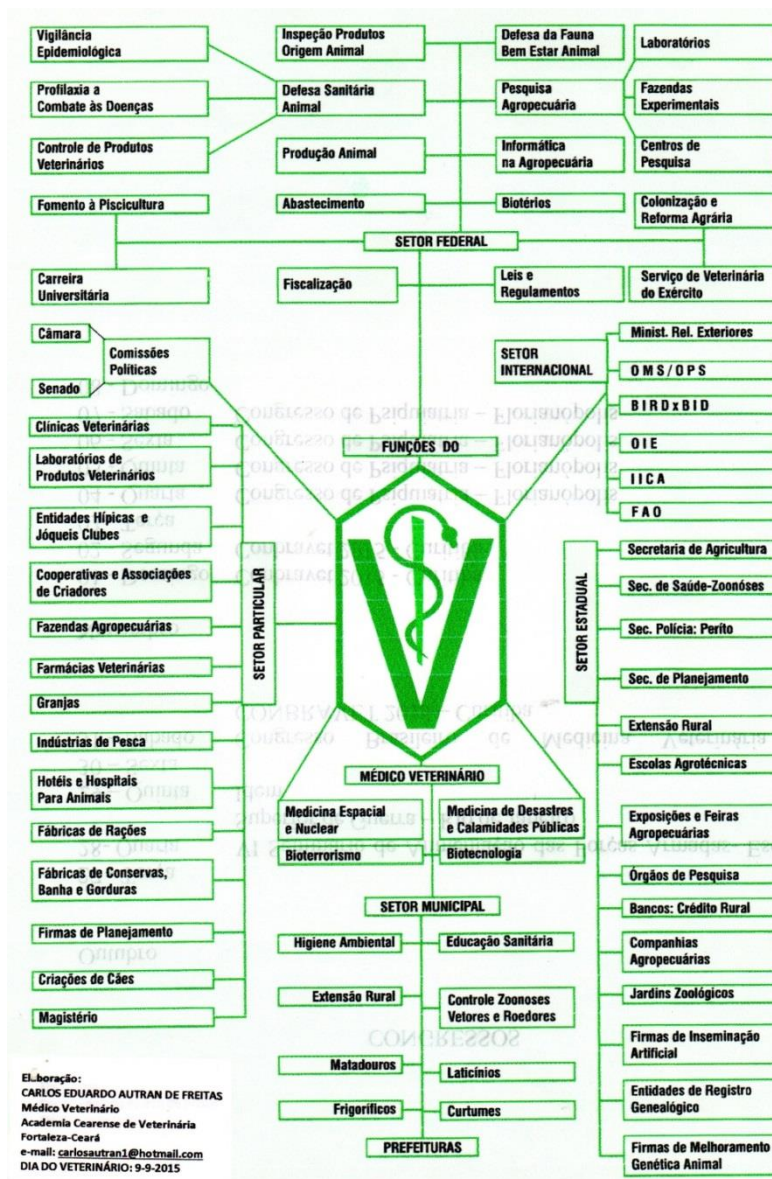 Vigilância
Epidemiológica
Profilaxia a
Combate às Doenças
Controle de Produtos
Veterinários
Inspeção Produtos
Origem Animal
Defesa Sanitária
Animal
Produção Animal
Defesa da Fauna
Bem Estar Animal
Pesquisa
Agropecuária
Informática
na Agropecuária
Laboratórios
Fazendas
Experimentais
Centros de
Pesquisa
Fomento à Piscicultura
Abastecimento
Biotérios
Colonização e
Reforma Agrária
SETOR FEDERAL
Carreira
Universitária
Fiscalização
Leis e
Regulamentos
Serviço de Veterinária
do Exército
Câmara
Senado
Comissões
Políticas
SETOR
INTERNACIONAL
Minist. Rel. Exteriores
OMS/OPS
BIRDxBID
OIE
IICA
FAO
FUNÇÕES DO
MÉDICO VETERINÁRIO
SETOR PARTICULAR
Clínicas Veterinárias
Laboratórios de
Produtos Veterinários
Entidades Hípicas e
Jóqueis Clubes
Cooperativas e Associações
de Criadores
Fazendas Agropecuárias
Farmácias Veterinárias
Granjas
Indústrias de Pesca
Hotéis e Hospitais
Para Animais
Fábricas de Rações
Fábricas de Conservas,
Banha e Gorduras
Firmas de Planejamento
Criações de Cães
Magistério
SETOR ESTADUAL
Secretaria de Agricultura
Sec. de Saúde-Zoonóses
Sec. Polícia: Períto
Sec. de Planejamento
Extensão Rural
Escolas Agrotécnicas
Exposições e Feiras
Agropecuárias
Órgãos de Pesquisa
Bancos: Crédito Rural
Companhias
Agropecuárias
Jardins Zoológicos
Firmas de Inseminação
Artificial
Entidades de Registro
Genealógico
Firmas de Melhoramento
Genética Animal
Medicina Espacial
e Nuclear
Medicina de Desastres
e Calamidades Públicas
Bioterrorismo
Biotecnologia
SETOR MUNICIPAL
Higiene Ambiental
Educação Sanitária
Extensão Rural
Controle Zoonoses
Vetores e Roedores
Matadouros
Laticínios
Frigoríficos
Curtumes
PREFEITURAS
Elaboração:
CARLOS EDUARDO AUTRAN DE FREITAS
Médico Veterinário
Academia Cearense de Veterinária
Fortaleza-Ceará
e-mail: carlosautran1@hotmail.com
DIA DO VETERINÁRIO: 9-9-2015